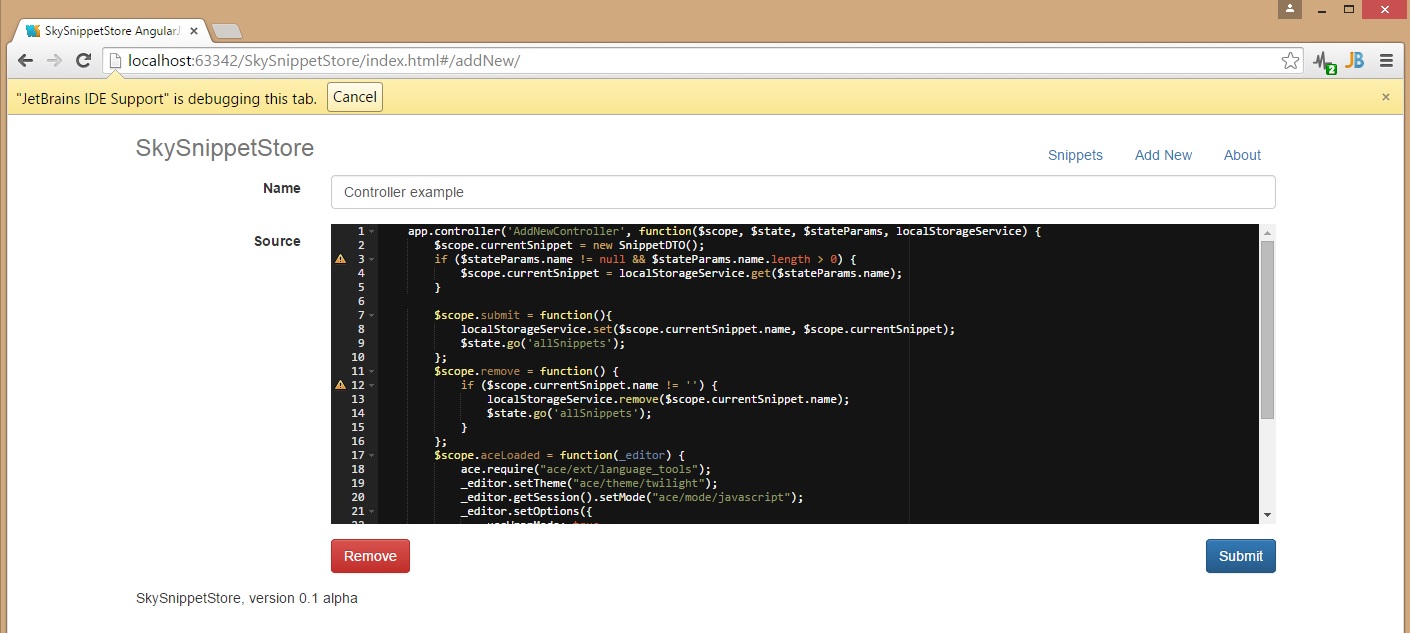 SkySnippetStore AngularJ
localhost:63342/SkySnippetStore/index.html#/addNew/
2
JB
"JetBrains IDE Support" is debugging this tab. Cancel
SkySnippetStore
Snippets Add New About
Name Controller example
Source
1 app.controller('AddNewController', function($scope, $state, $stateParams, localStorageService) {
2 $scope.currentSnippet = new SnippetDTO();
3 if ($stateParams.name != null && $stateParams.name.length > 0) {
4 $scope.currentSnippet = localStorageService.get($stateParams.name);
5 }
6
7 $scope.submit = function(){
8 localStorageService.set($scope.currentSnippet.name, $scope.currentSnippet);
9 $state.go('allSnippets');
10 };
11 $scope.remove = function() {
12 if ($scope.currentSnippet.name != '') {
13 localStorageService.remove($scope.currentSnippet.name);
14 $state.go('allSnippets');
15 }
16 };
17 $scope.aceLoaded = function(_editor) {
18 ace.require("ace/ext/language_tools");
19 _editor.setTheme("ace/theme/twilight");
20 _editor.getSession().setMode("ace/mode/javascript");
21 _editor.setOptions({
Remove Submit
SkySnippetStore, version 0.1 alpha